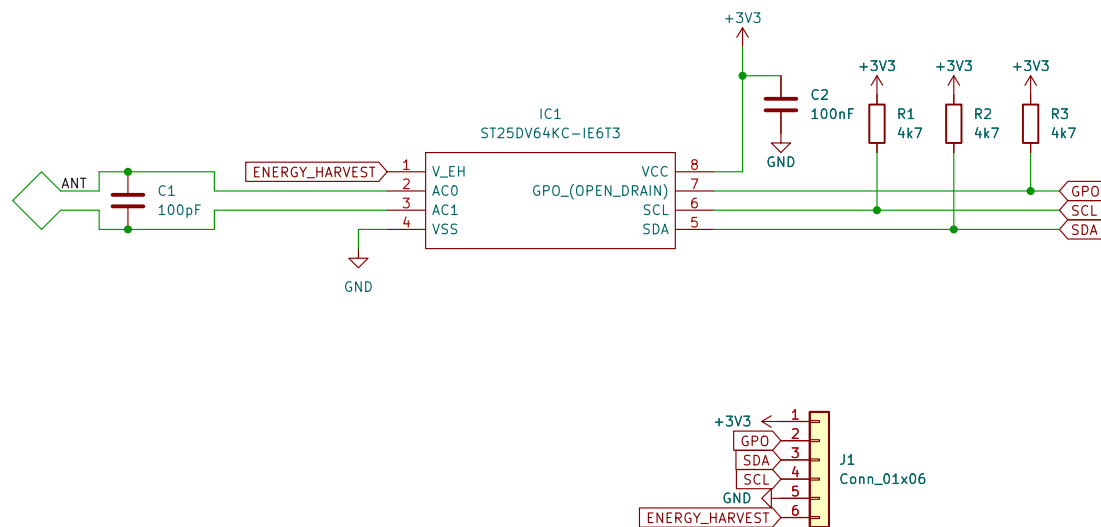 +3V3
+3V3
+3V3
+3V3
C2
100nF
GND
R1
4k7
R2
4k7
R3
4k7
IC1
ST25DV64KC-IE6T3
ENERGY_HARVEST
1
V_EH
VCC
8
ANT
2
AC0
GPO_(OPEN_DRAIN)
7
GPO
C1
100pF
3
AC1
SCL
6
SCL
4
VSS
SDA
5
SDA
GND
+3V3
1
GPO
2
SDA
3
SCL
4
GND
5
ENERGY_HARVEST
6
J1
Conn_01x06